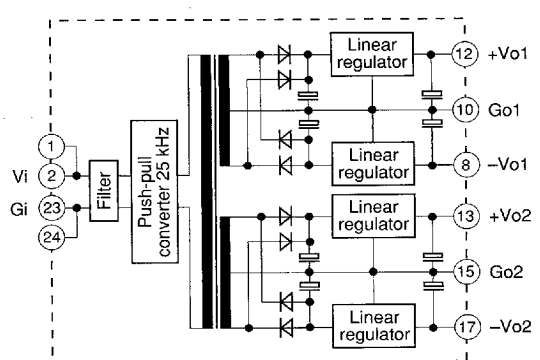 Linear
regulator
12 +Vo1
10 Go1
Linear
regulator
8 −Vo1
1
Vi 2
Gi 23
24
Filter
Push-pull
converter 25 kHz
Linear
regulator
13 +Vo2
15 Go2
Linear
regulator
17 −Vo2